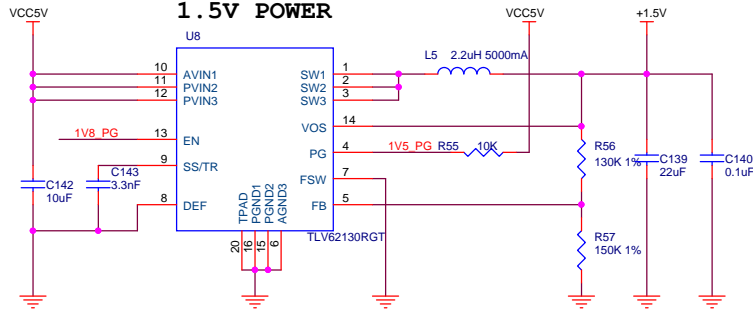 1.5V POWER
VCC5V
VCC5V
+1.5V
U8
L5 2.2uH 5000mA
10 AVIN1 SW1 1
11 PVIN2 SW2 2
12 PVIN3 SW3 3
VOS 14
1V8_PG 13 EN
PG 4 1V5_PG R55 10K
9 SS/TR
FSW 7
8 DEF FB 5
C142
10uF
C143
3.3nF
TPAD
PGND1
PGND2
AGND3
20
16
15
6
TLV62130RGT
R56
130K 1%
R57
150K 1%
C139
22uF
C140
0.1uF